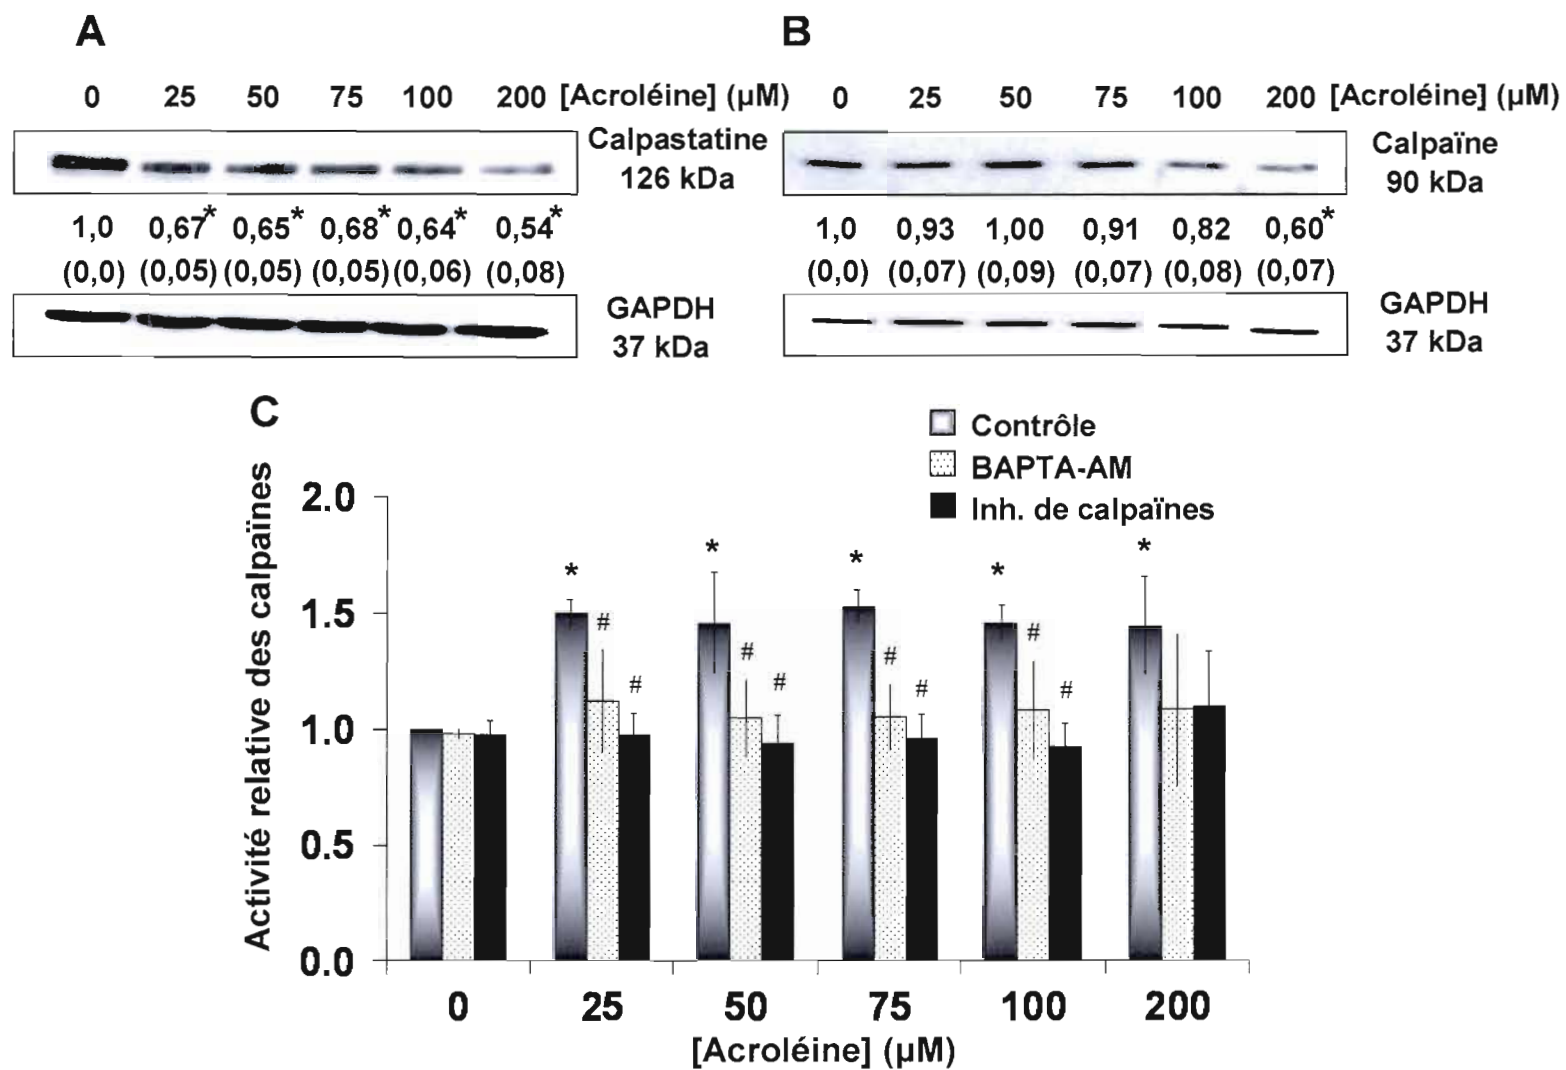 A
0 25 50 75 100 200 [Acroléine] (µM)
Calpastatine
126 kDa
1,0 0,67* 0,65* 0,68* 0,64* 0,54*
(0,0) (0,05) (0,05) (0,05) (0,06) (0,08)
GAPDH
37 kDa
B
0 25 50 75 100 200 [Acroléine] (µM)
Calpaïne
90 kDa
1,0 0,93 1,00 0,91 0,82 0,60*
(0,0) (0,07) (0,09) (0,07) (0,08) (0,07)
GAPDH
37 kDa
C
Contrôle
BAPTA-AM
Inh. de calpaïnes
Activité relative des calpaïnes
2.0
1.5
1.0
0.5
0.0
* # #
* # #
* # #
* # #
*
0 25 50 75 100 200
[Acroléine] (µM)